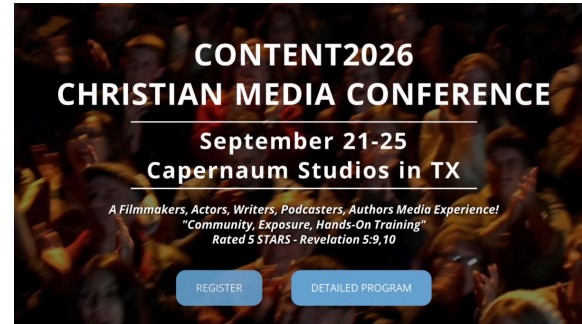 CONTENT2026
CHRISTIAN MEDIA CONFERENCE
September 21-25
Capernaum Studios in TX
A Filmmakers, Actors, Writers, Podcasters, Authors Media Experience!
"Community, Exposure, Hands-On Training"
Rated 5 STARS - Revelation 5:9,10
REGISTER
DETAILED PROGRAM